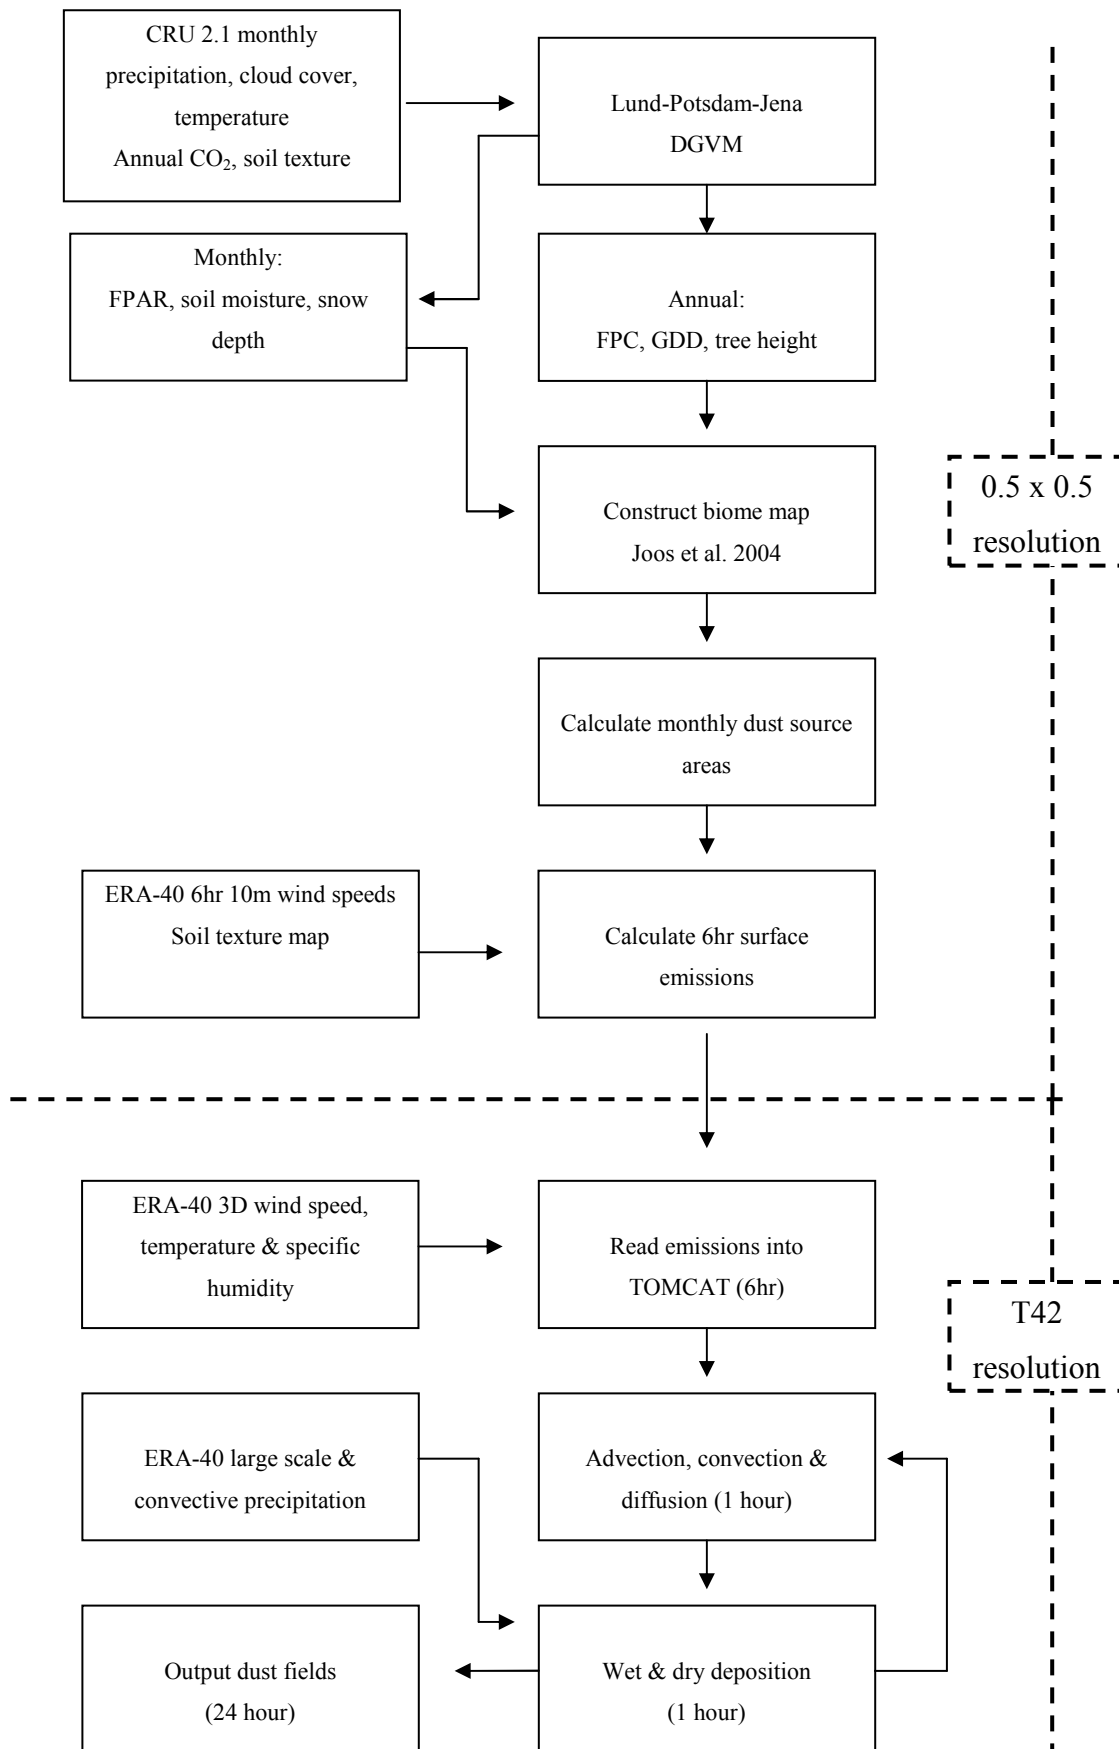 CRU 2.1 monthly
precipitation, cloud cover,
temperature
Annual CO₂, soil texture
Lund-Potsdam-Jena
DGVM
Monthly:
FPAR, soil moisture, snow
depth
Annual:
FPC, GDD, tree height
Construct biome map
Joos et al. 2004
0.5 x 0.5
resolution
Calculate monthly dust source
areas
ERA-40 6hr 10m wind speeds
Soil texture map
Calculate 6hr surface
emissions
ERA-40 3D wind speed,
temperature & specific
humidity
Read emissions into
TOMCAT (6hr)
T42
resolution
ERA-40 large scale &
convective precipitation
Advection, convection &
diffusion (1 hour)
Output dust fields
(24 hour)
Wet & dry deposition
(1 hour)